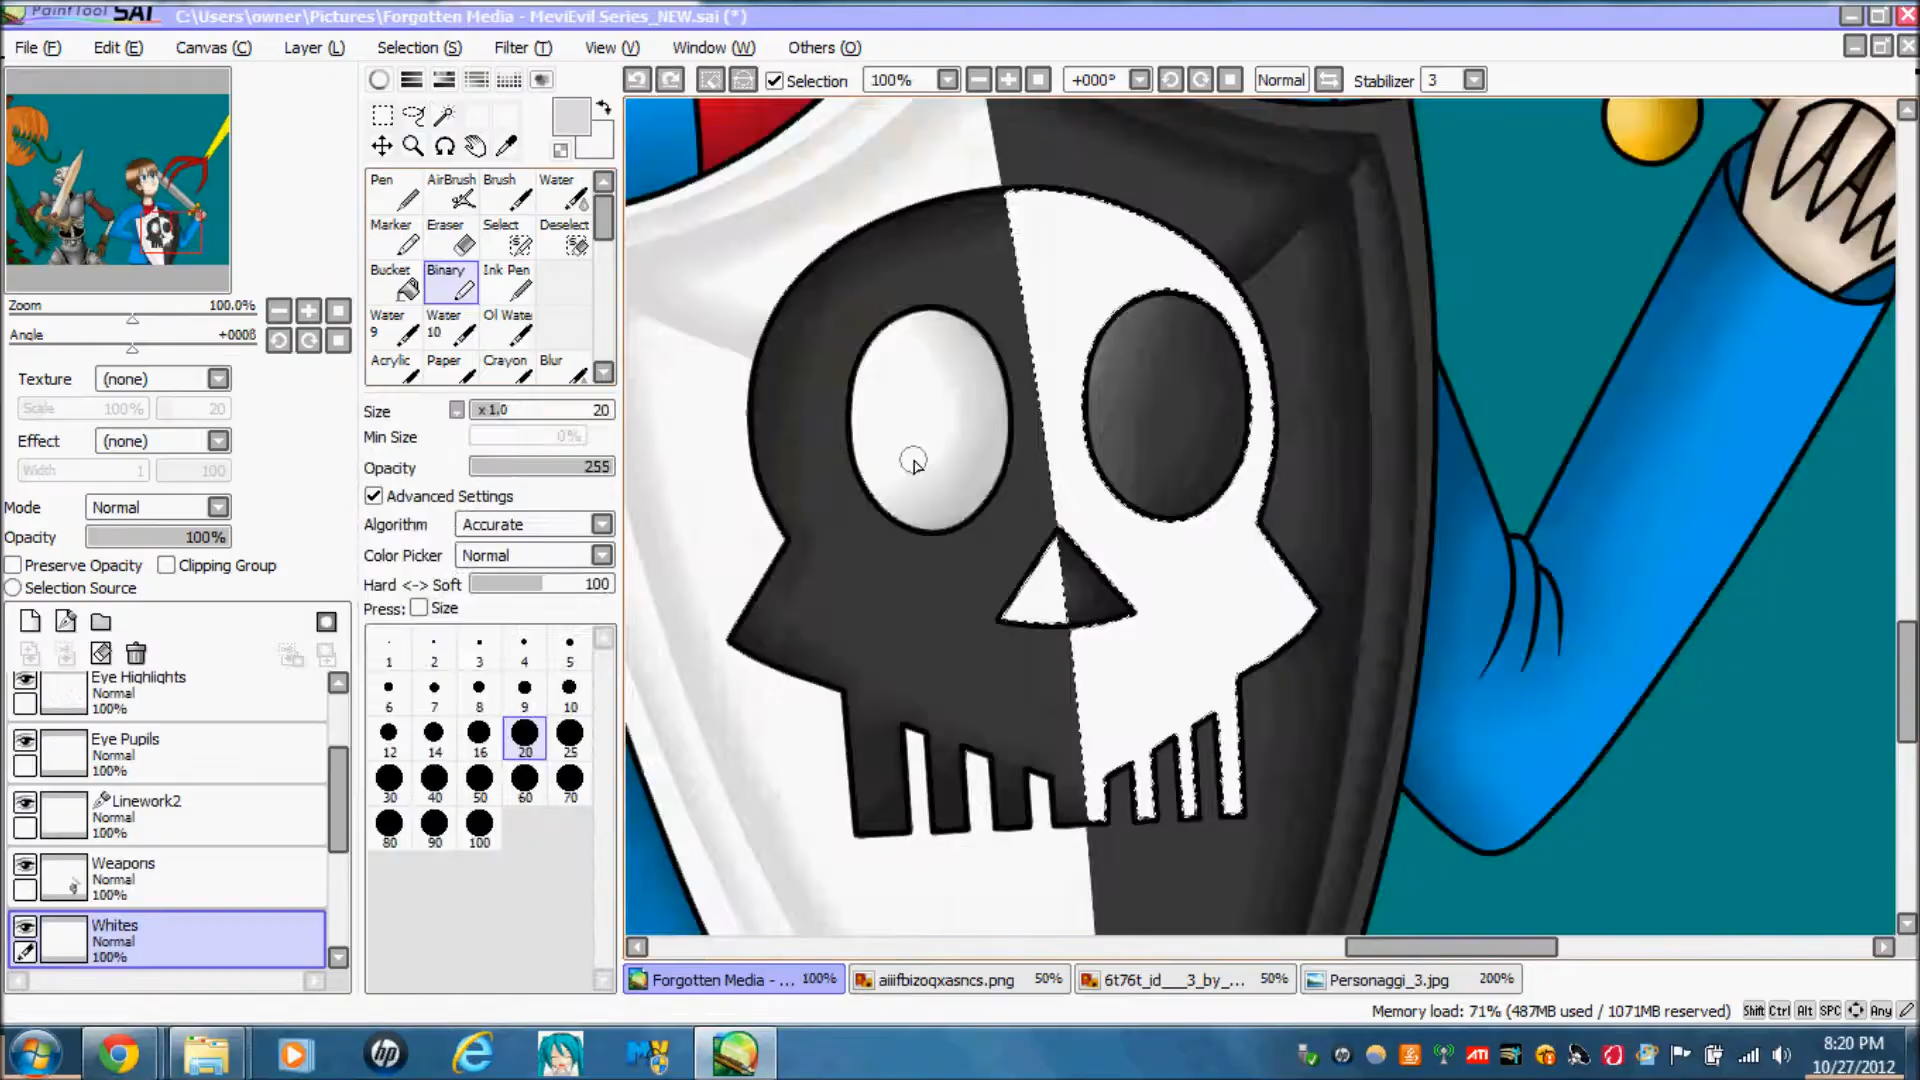 PaintTool SAI C:\Users\owner\Pictures\Forgotten Media - MeviEvil Series_NEW.sai (*)
File (F) Edit (E) Canvas (C) Layer (L) Selection (S) Filter (T) View (V) Window (W) Others (O)
Selection 100% +000° Normal Stabilizer 3
Zoom 100.0%
Angle +000ß
Texture (none)
Scale 100% 20
Effect (none)
Width 1 100
Mode Normal
Opacity 100%
Preserve Opacity Clipping Group
Selection Source
Eye Highlights
Normal
100%
Eye Pupils
Normal
100%
Linework2
Normal
100%
Weapons
Normal
100%
Whites
Normal
100%
Pen AirBrush Brush Water
Marker Eraser Select Deselect
Bucket Binary Ink Pen
Water 9 Water 10 Ol Wate
Acrylic Paper Crayon Blur
Size x 1.0 20
Min Size 0%
Opacity 255
Advanced Settings
Algorithm Accurate
Color Picker Normal
Hard <-> Soft 100
Press: Size
1 2 3 4 5
6 7 8 9 10
12 14 16 20 25
30 40 50 60 70
80 90 100
Forgotten Media - ... 100% aiiifbizoqxasncs.png 50% 6t76t_id___3_by_... 50% Personaggi_3.jpg 200%
Memory load: 71% (487MB used / 1071MB reserved) Shift Ctrl Alt SPC Any
hp ATI
8:20 PM
10/27/2012